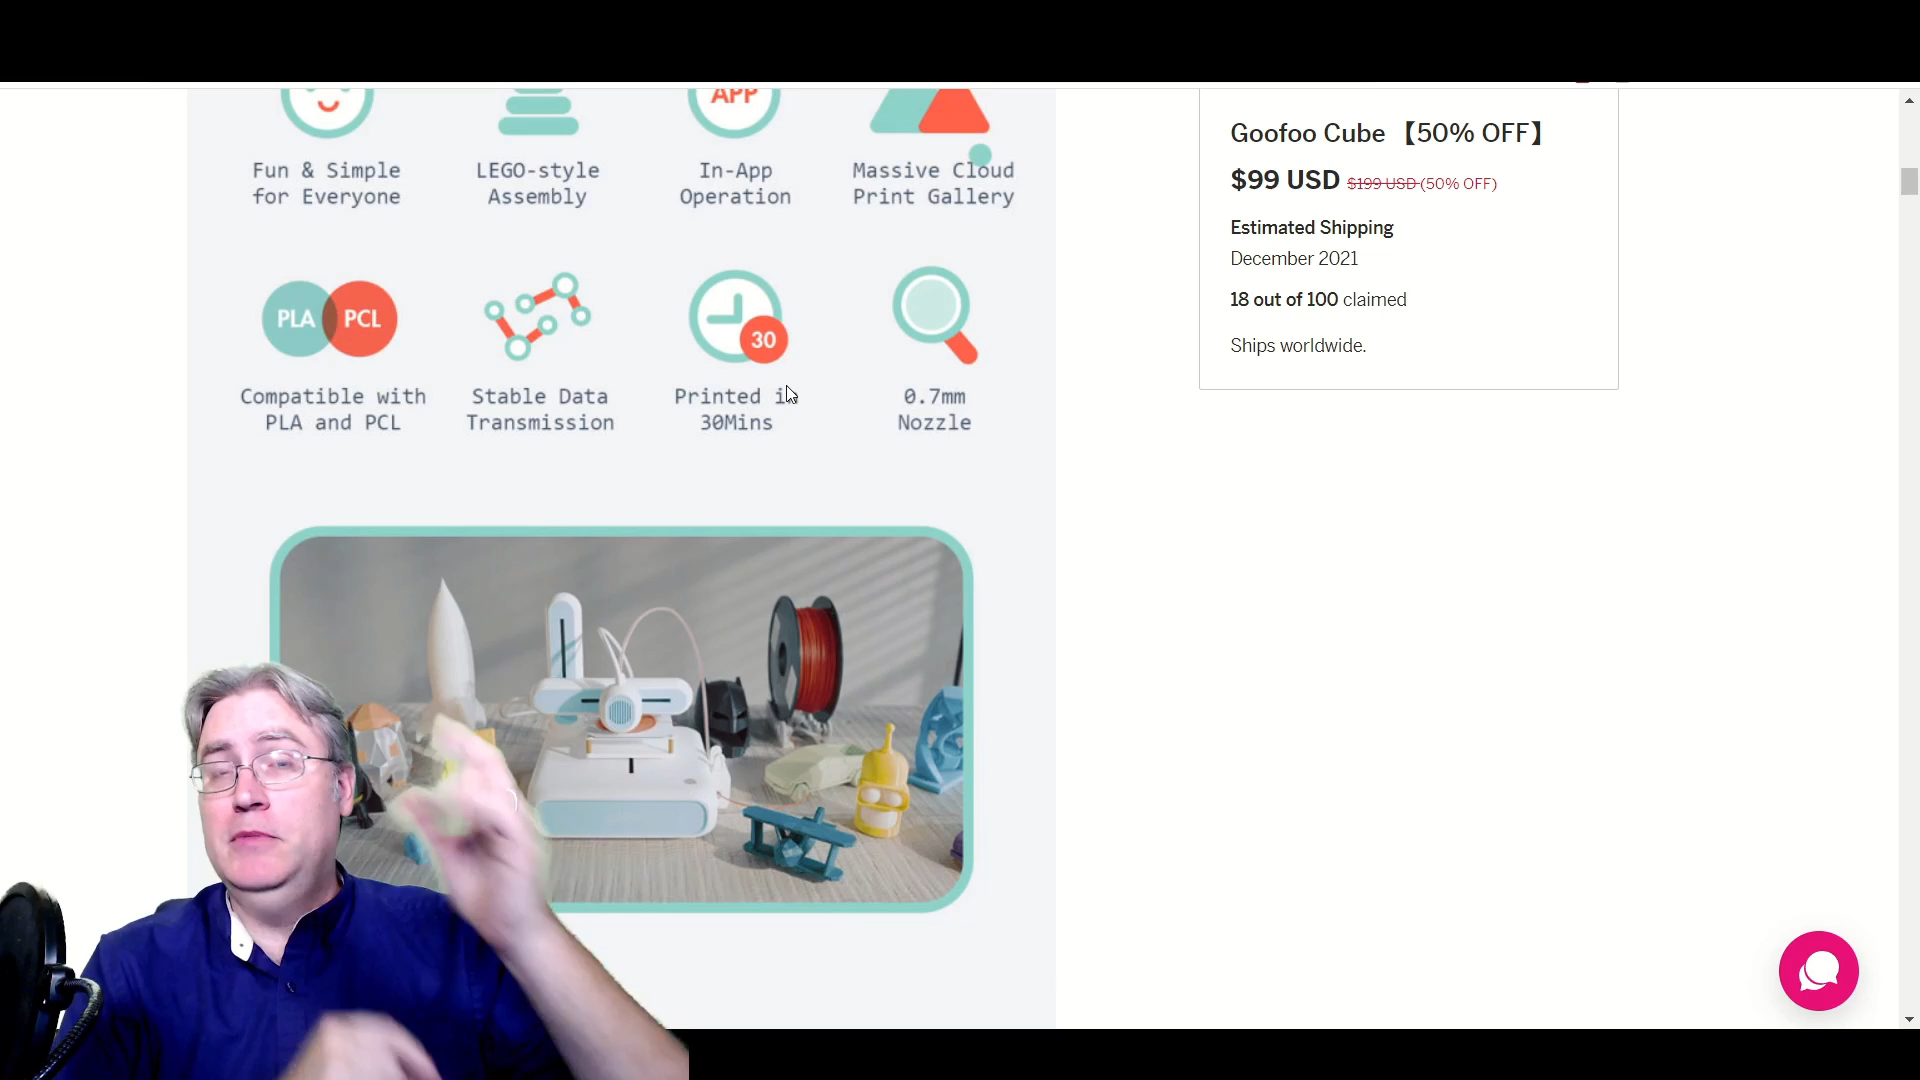 APP
Fun & Simple
for Everyone
LEGO-style
Assembly
In-App
Operation
Massive Cloud
Print Gallery
PLA PCL
30
Compatible with
PLA and PCL
Stable Data
Transmission
Printed in
30Mins
0.7mm
Nozzle
Goofoo Cube 【50% OFF】
$99 USD $199 USD (50% OFF)
Estimated Shipping
December 2021
18 out of 100 claimed
Ships worldwide.